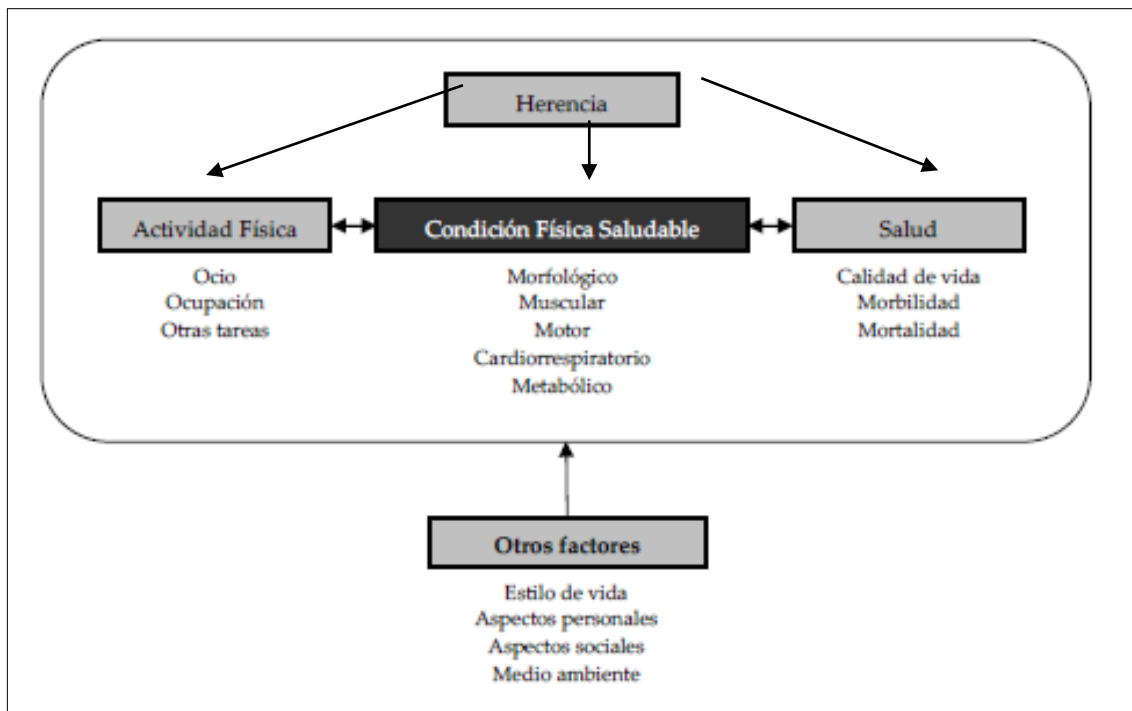 Herencia
Actividad Física
Condición Física Saludable
Salud
Ocio
Ocupación
Otras tareas
Morfológico
Muscular
Motor
Cardiorrespiratorio
Metabólico
Calidad de vida
Morbilidad
Mortalidad
Otros factores
Estilo de vida
Aspectos personales
Aspectos sociales
Medio ambiente